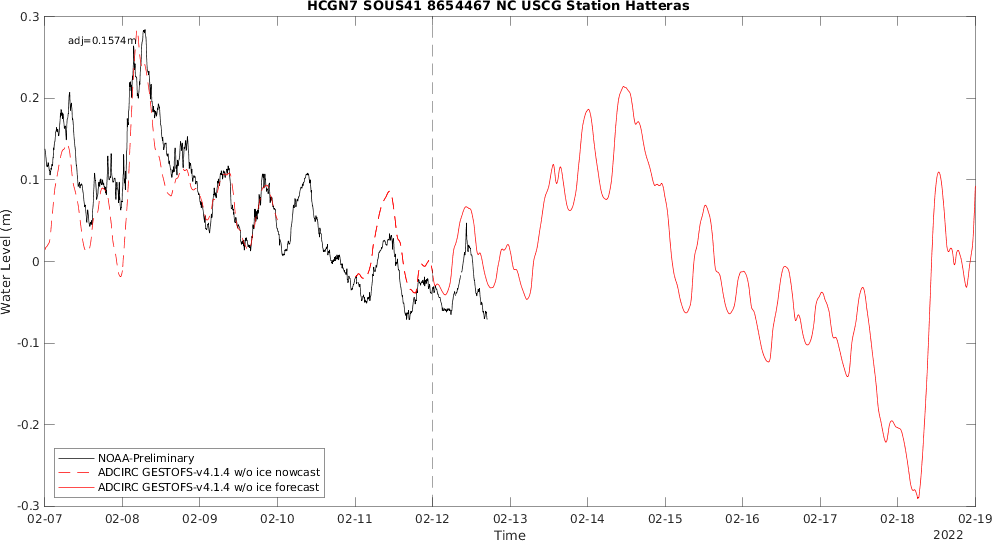 HCGN7 SOUS41 8654467 NC USCG Station Hatteras
adj=0.1574m
Water Level (m)
0.3
0.2
0.1
0
-0.1
-0.2
-0.3
NOAA-Preliminary
ADCIRC GESTOFS-v4.1.4 w/o ice nowcast
ADCIRC GESTOFS-v4.1.4 w/o ice forecast
02-07 02-08 02-09 02-10 02-11 02-12 02-13 02-14 02-15 02-16 02-17 02-18 02-19
Time
2022